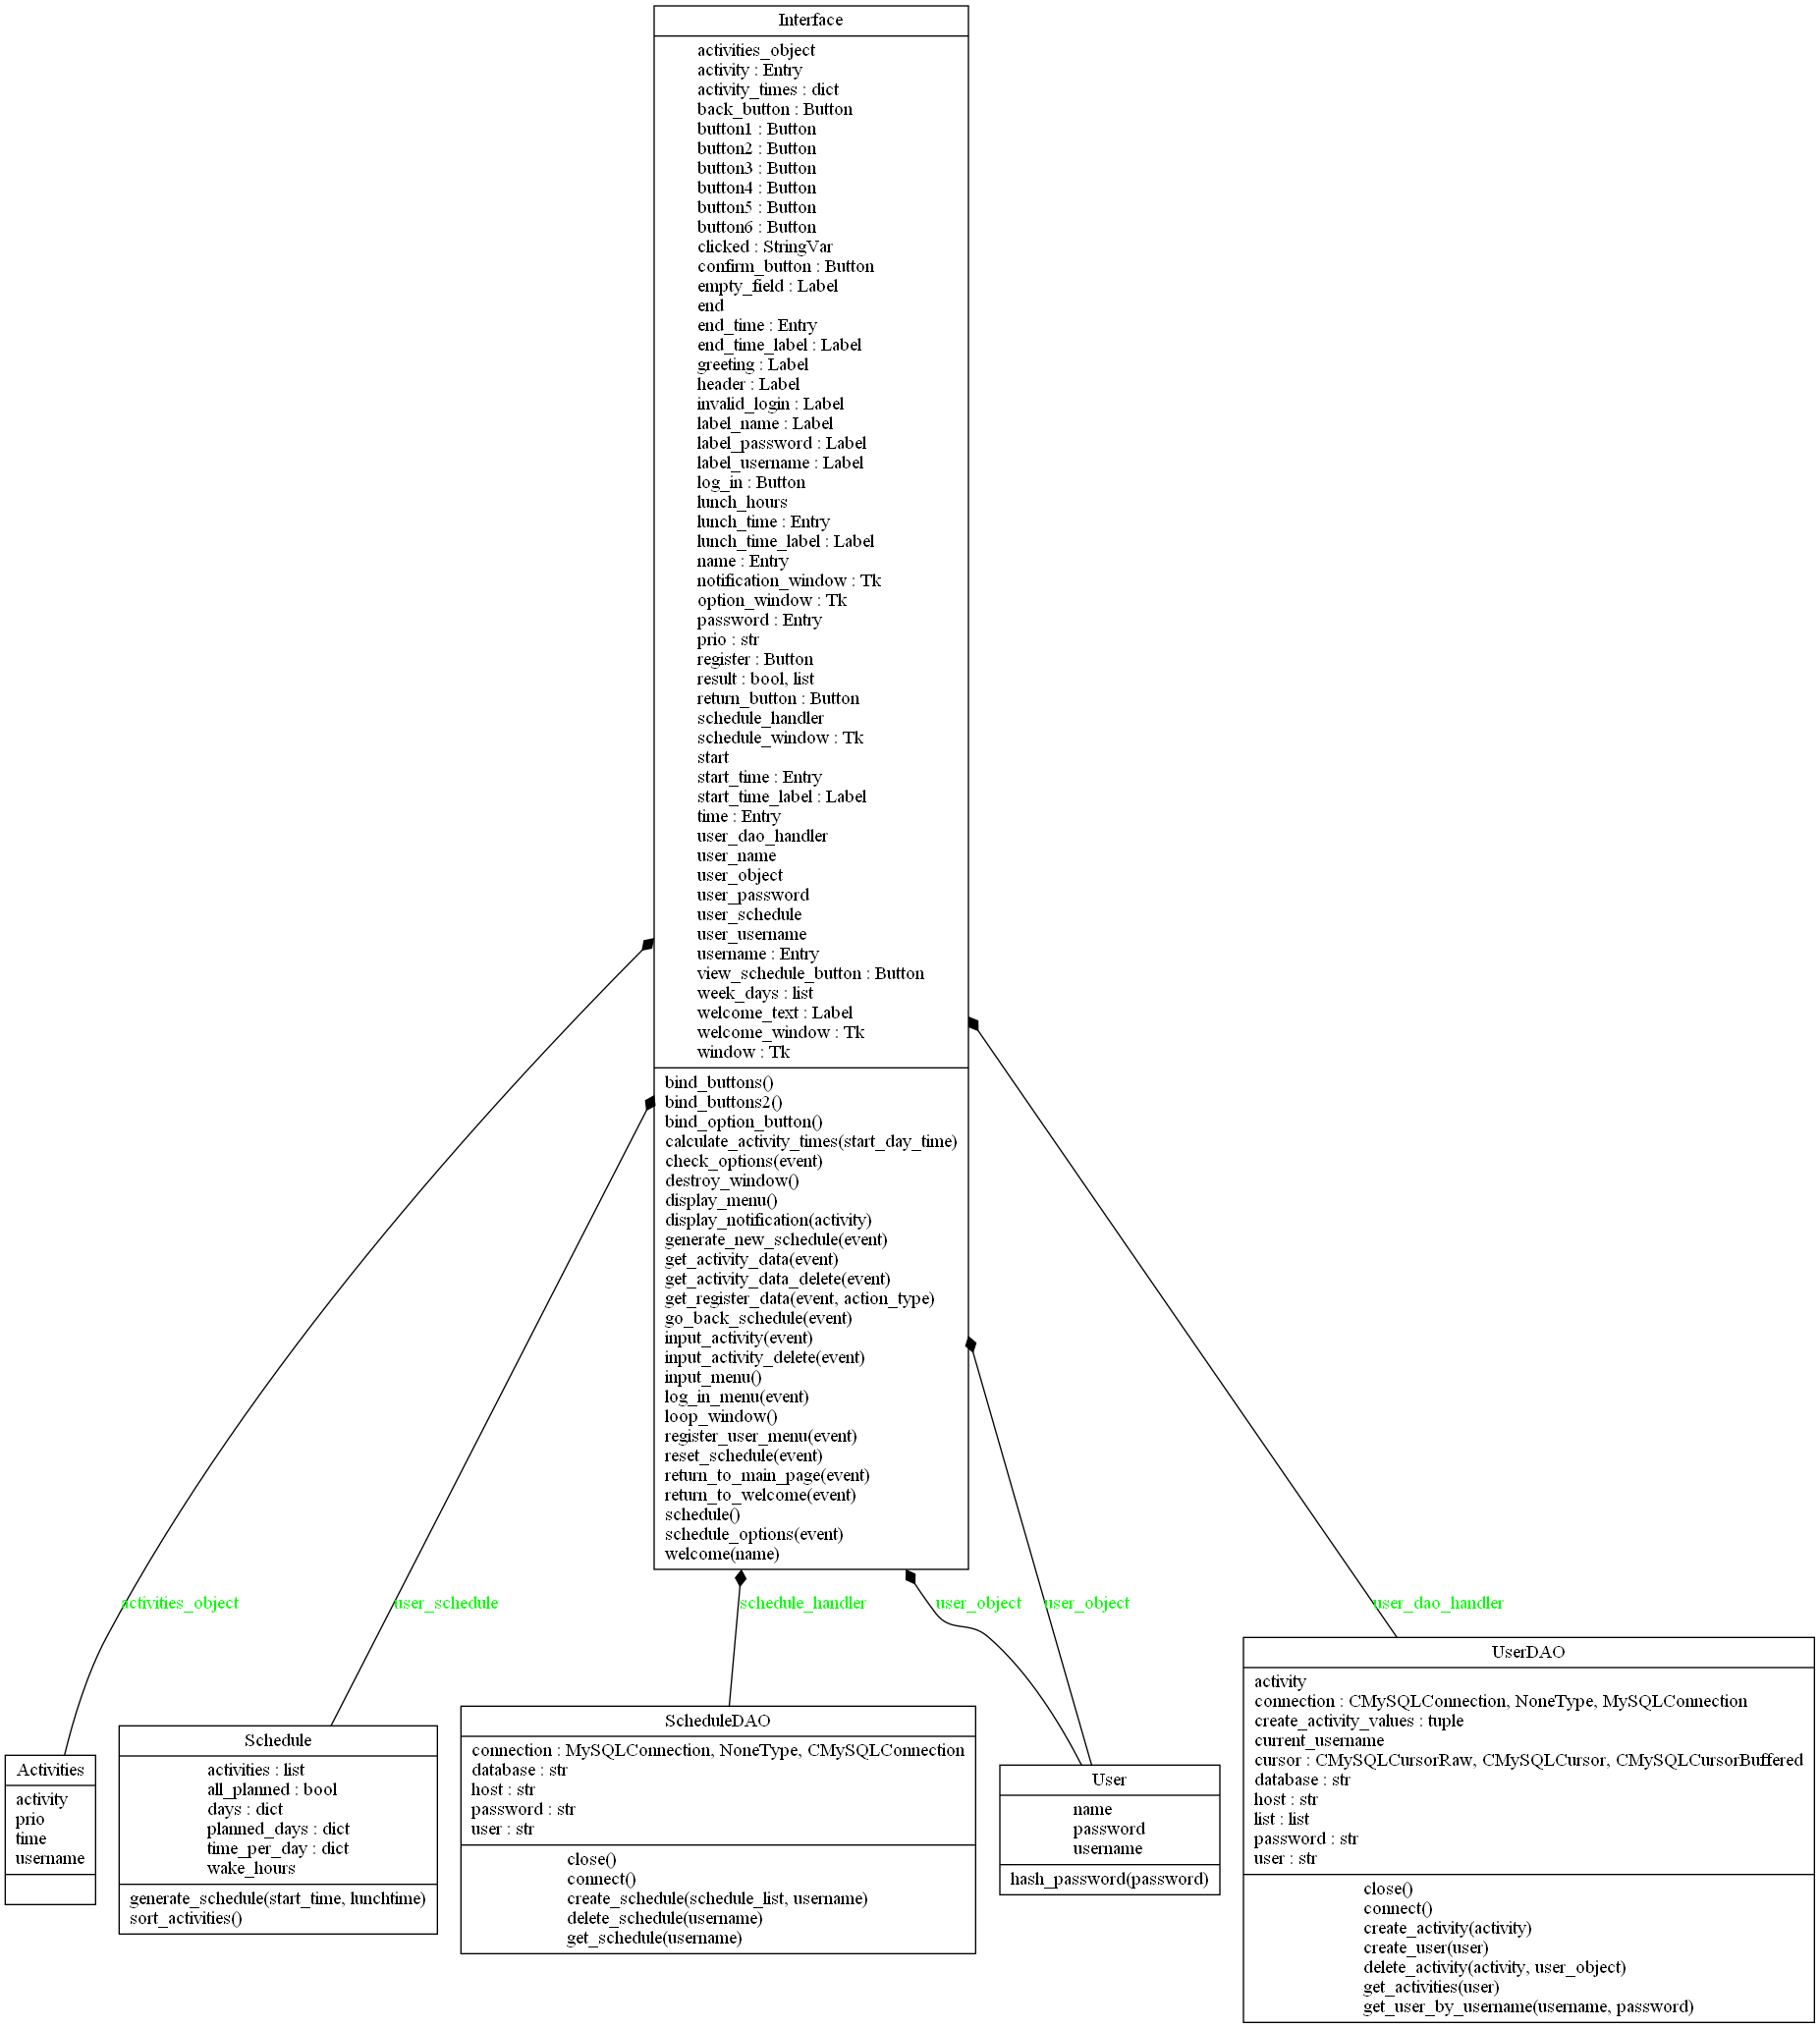 Interface
activities_object
activity : Entry
activity_times : dict
back_button : Button
button1 : Button
button2 : Button
button3 : Button
button4 : Button
button5 : Button
button6 : Button
clicked : StringVar
confirm_button : Button
empty_field : Label
end
end_time : Entry
end_time_label : Label
greeting : Label
header : Label
invalid_login : Label
label_name : Label
label_password : Label
label_username : Label
log_in : Button
lunch_hours
lunch_time : Entry
lunch_time_label : Label
name : Entry
notification_window : Tk
option_window : Tk
password : Entry
prio : str
register : Button
result : bool, list
return_button : Button
schedule_handler
schedule_window : Tk
start
start_time : Entry
start_time_label : Label
time : Entry
user_dao_handler
user_name
user_object
user_password
user_schedule
user_username
username : Entry
view_schedule_button : Button
week_days : list
welcome_text : Label
welcome_window : Tk
window : Tk
bind_buttons()
bind_buttons2()
bind_option_button()
calculate_activity_times(start_day_time)
check_options(event)
destroy_window()
display_menu()
display_notification(activity)
generate_new_schedule(event)
get_activity_data(event)
get_activity_data_delete(event)
get_register_data(event, action_type)
go_back_schedule(event)
input_activity(event)
input_activity_delete(event)
input_menu()
log_in_menu(event)
loop_window()
register_user_menu(event)
reset_schedule(event)
return_to_main_page(event)
return_to_welcome(event)
schedule()
schedule_options(event)
welcome(name)
activities_object
user_schedule
schedule_handler
user_object
user_object
user_dao_handler
Activities
activity
prio
time
username
Schedule
activities : list
all_planned : bool
days : dict
planned_days : dict
time_per_day : dict
wake_hours
generate_schedule(start_time, lunchtime)
sort_activities()
ScheduleDAO
connection : MySQLConnection, NoneType, CMySQLConnection
database : str
host : str
password : str
user : str
close()
connect()
create_schedule(schedule_list, username)
delete_schedule(username)
get_schedule(username)
User
name
password
username
hash_password(password)
UserDAO
activity
connection : CMySQLConnection, NoneType, MySQLConnection
create_activity_values : tuple
current_username
cursor : CMySQLCursorRaw, CMySQLCursor, CMySQLCursorBuffered
database : str
host : str
list : list
password : str
user : str
close()
connect()
create_activity(activity)
create_user(user)
delete_activity(activity, user_object)
get_activities(user)
get_user_by_username(username, password)